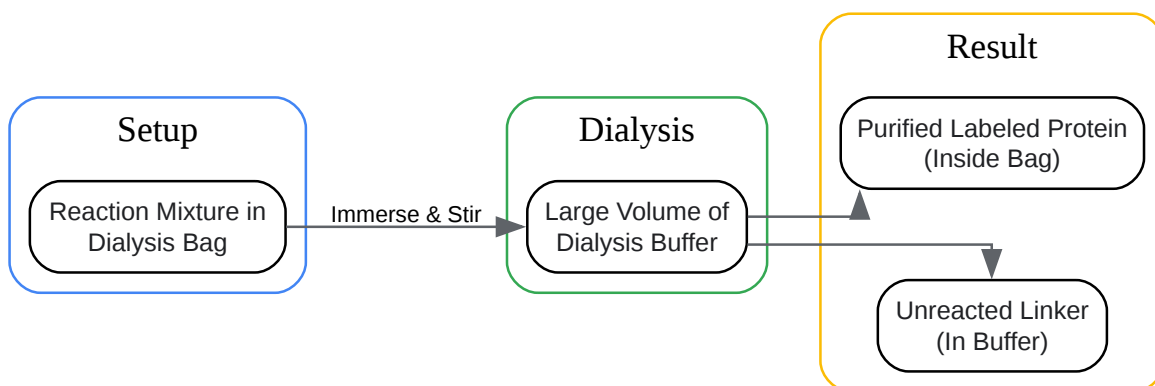 Setup
Reaction Mixture in
Dialysis Bag
Immerse & Stir
Dialysis
Large Volume of
Dialysis Buffer
Result
Purified Labeled Protein
(Inside Bag)
Unreacted Linker
(In Buffer)